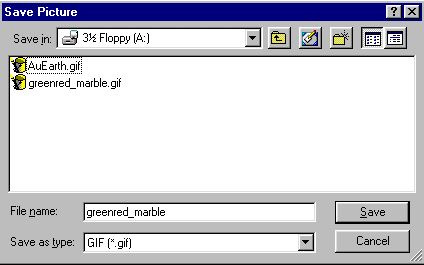 Save Picture
Save in: 3½ Floppy (A:)
AuEarth.gif
greenred_marble.gif
File name: greenred_marble Save
Save as type: GIF (*.gif) Cancel